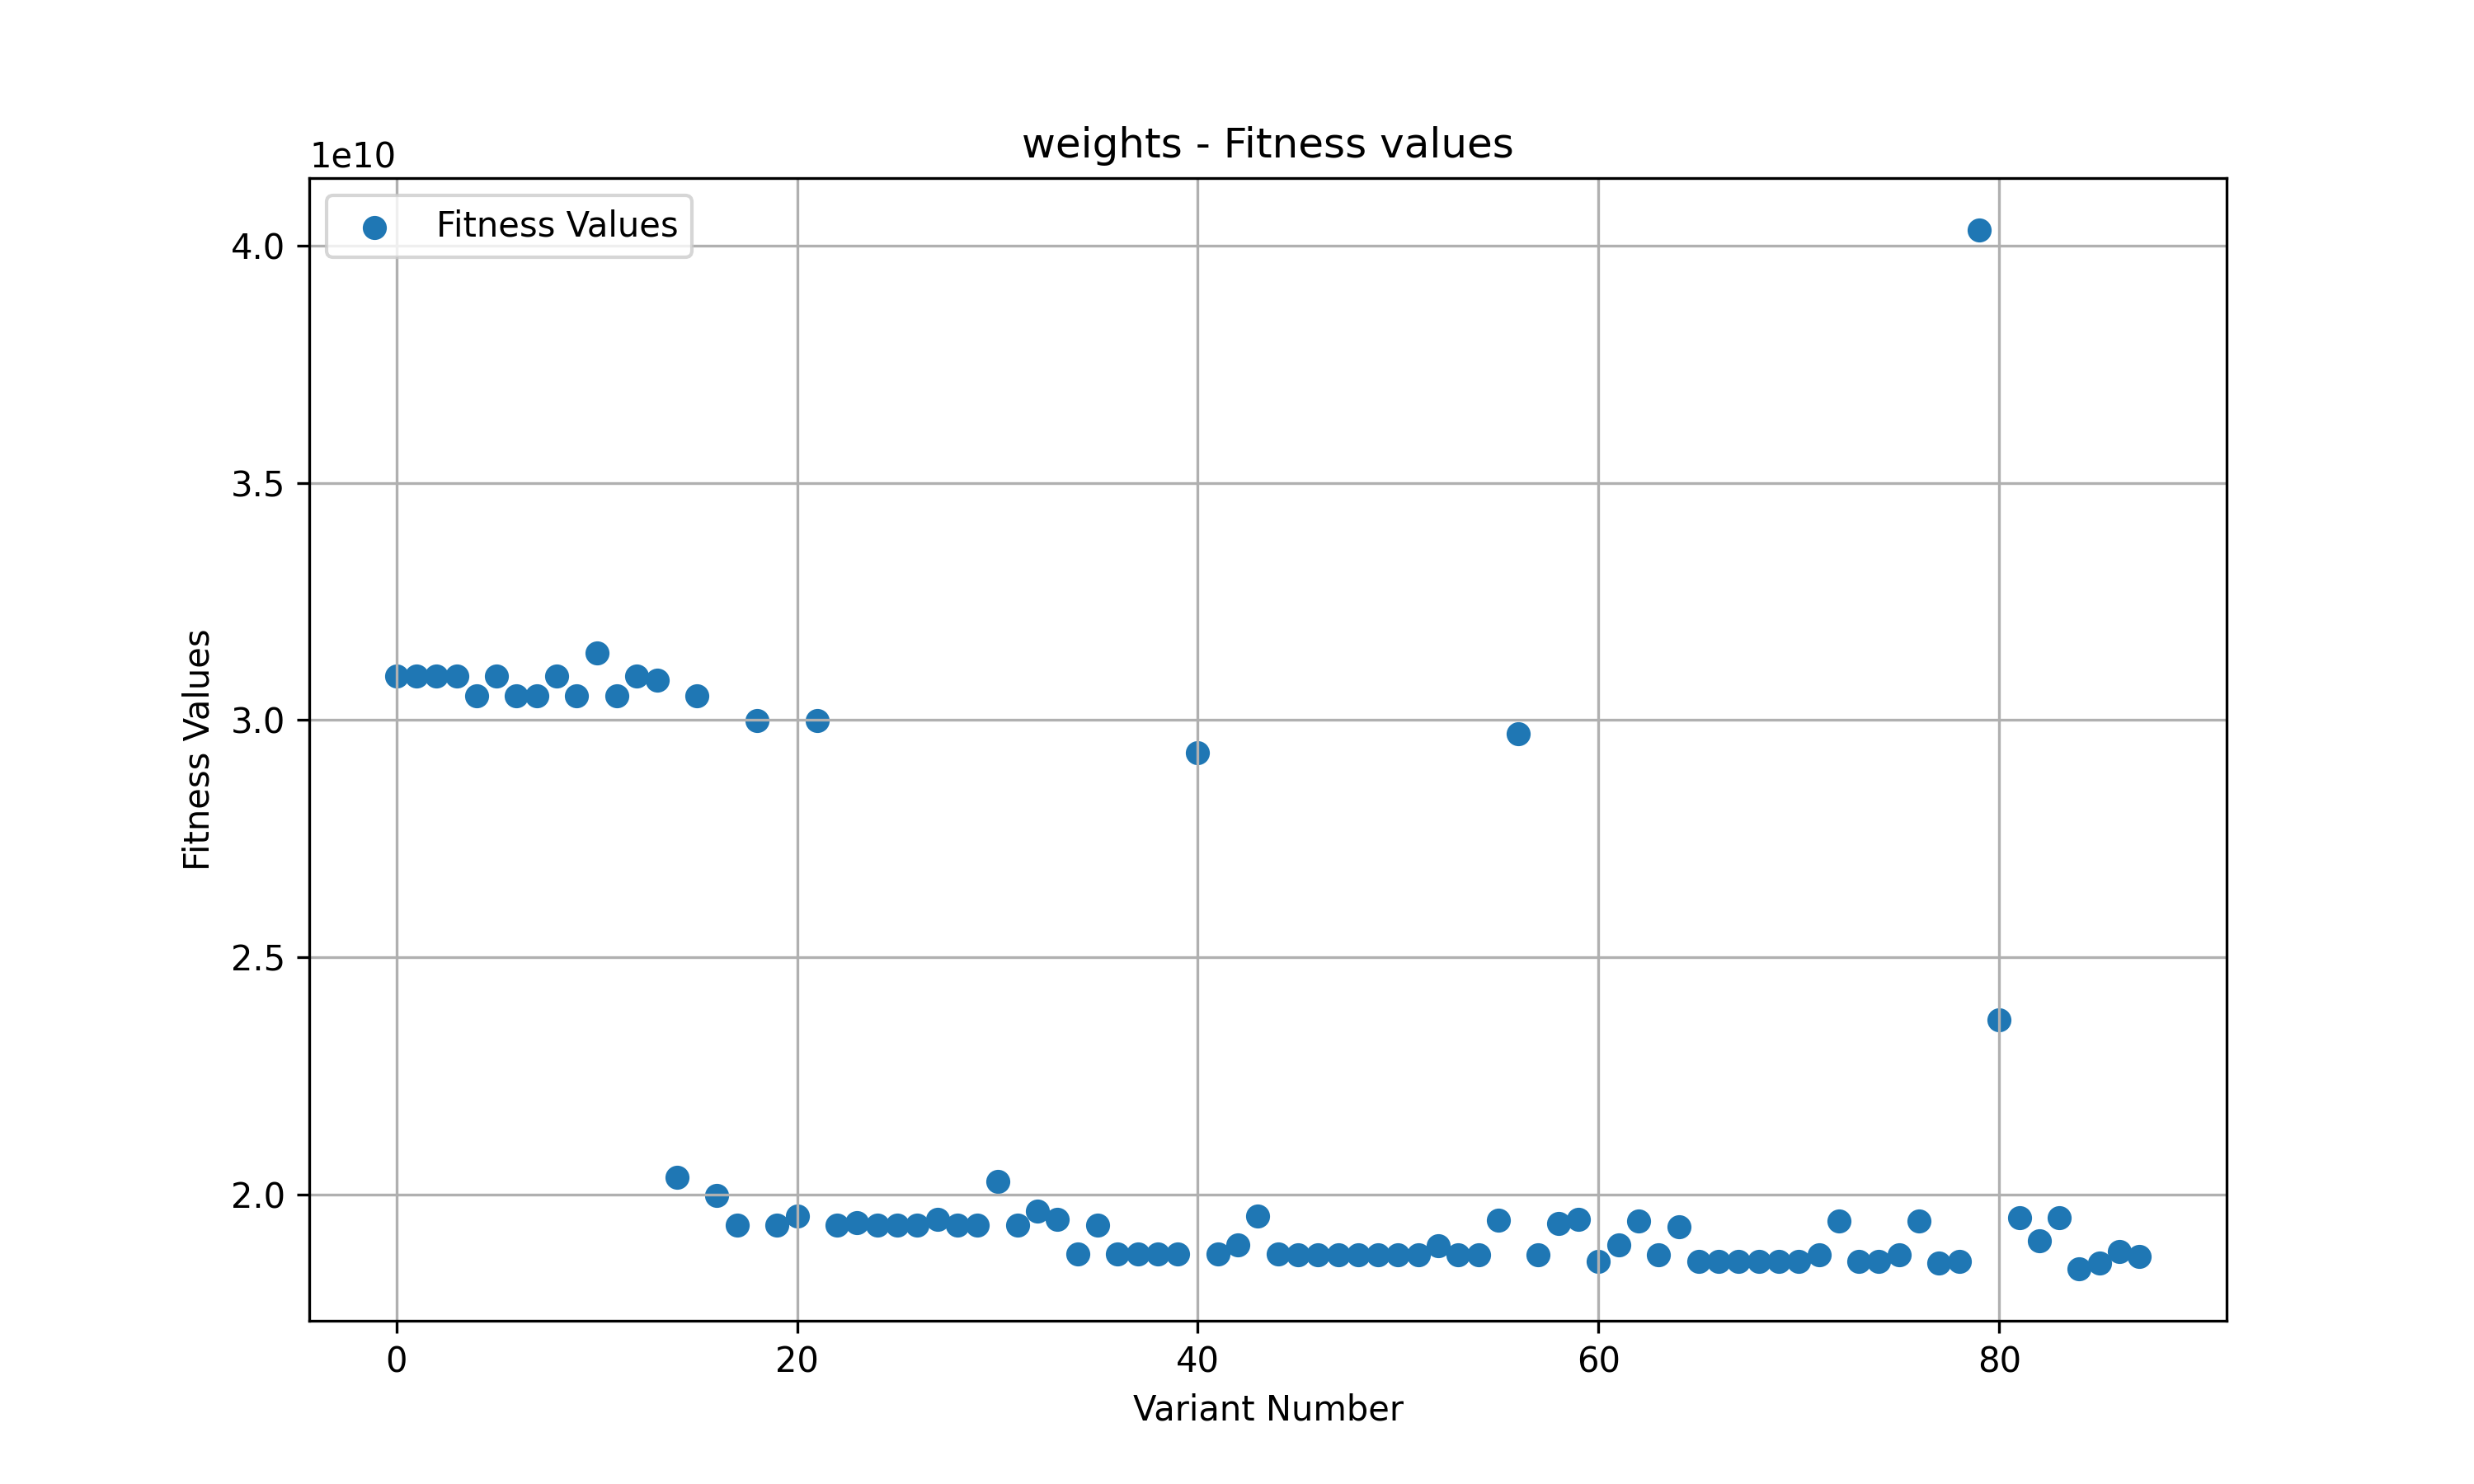 weights - Fitness values
1e10
Fitness Values
4.0
3.5
3.0
2.5
2.0
Fitness Values
0 20 40 60 80
Variant Number